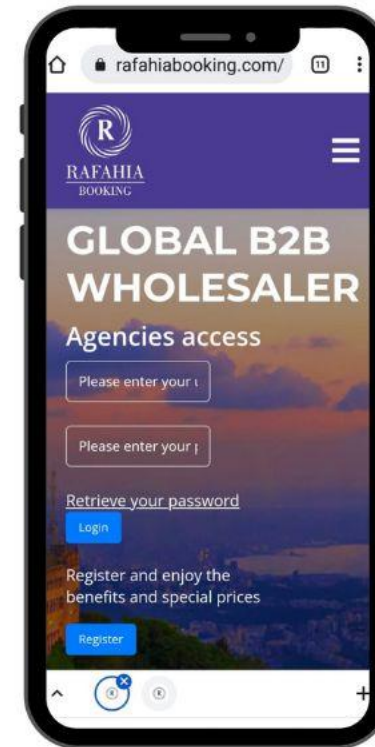 rafahiabooking.com/
11
R
RAFAHIA
BOOKING
GLOBAL B2B
WHOLESALER
Agencies access
Please enter your u
Please enter your p
Retrieve your password
Login
Register and enjoy the
benefits and special prices
Register
R
R